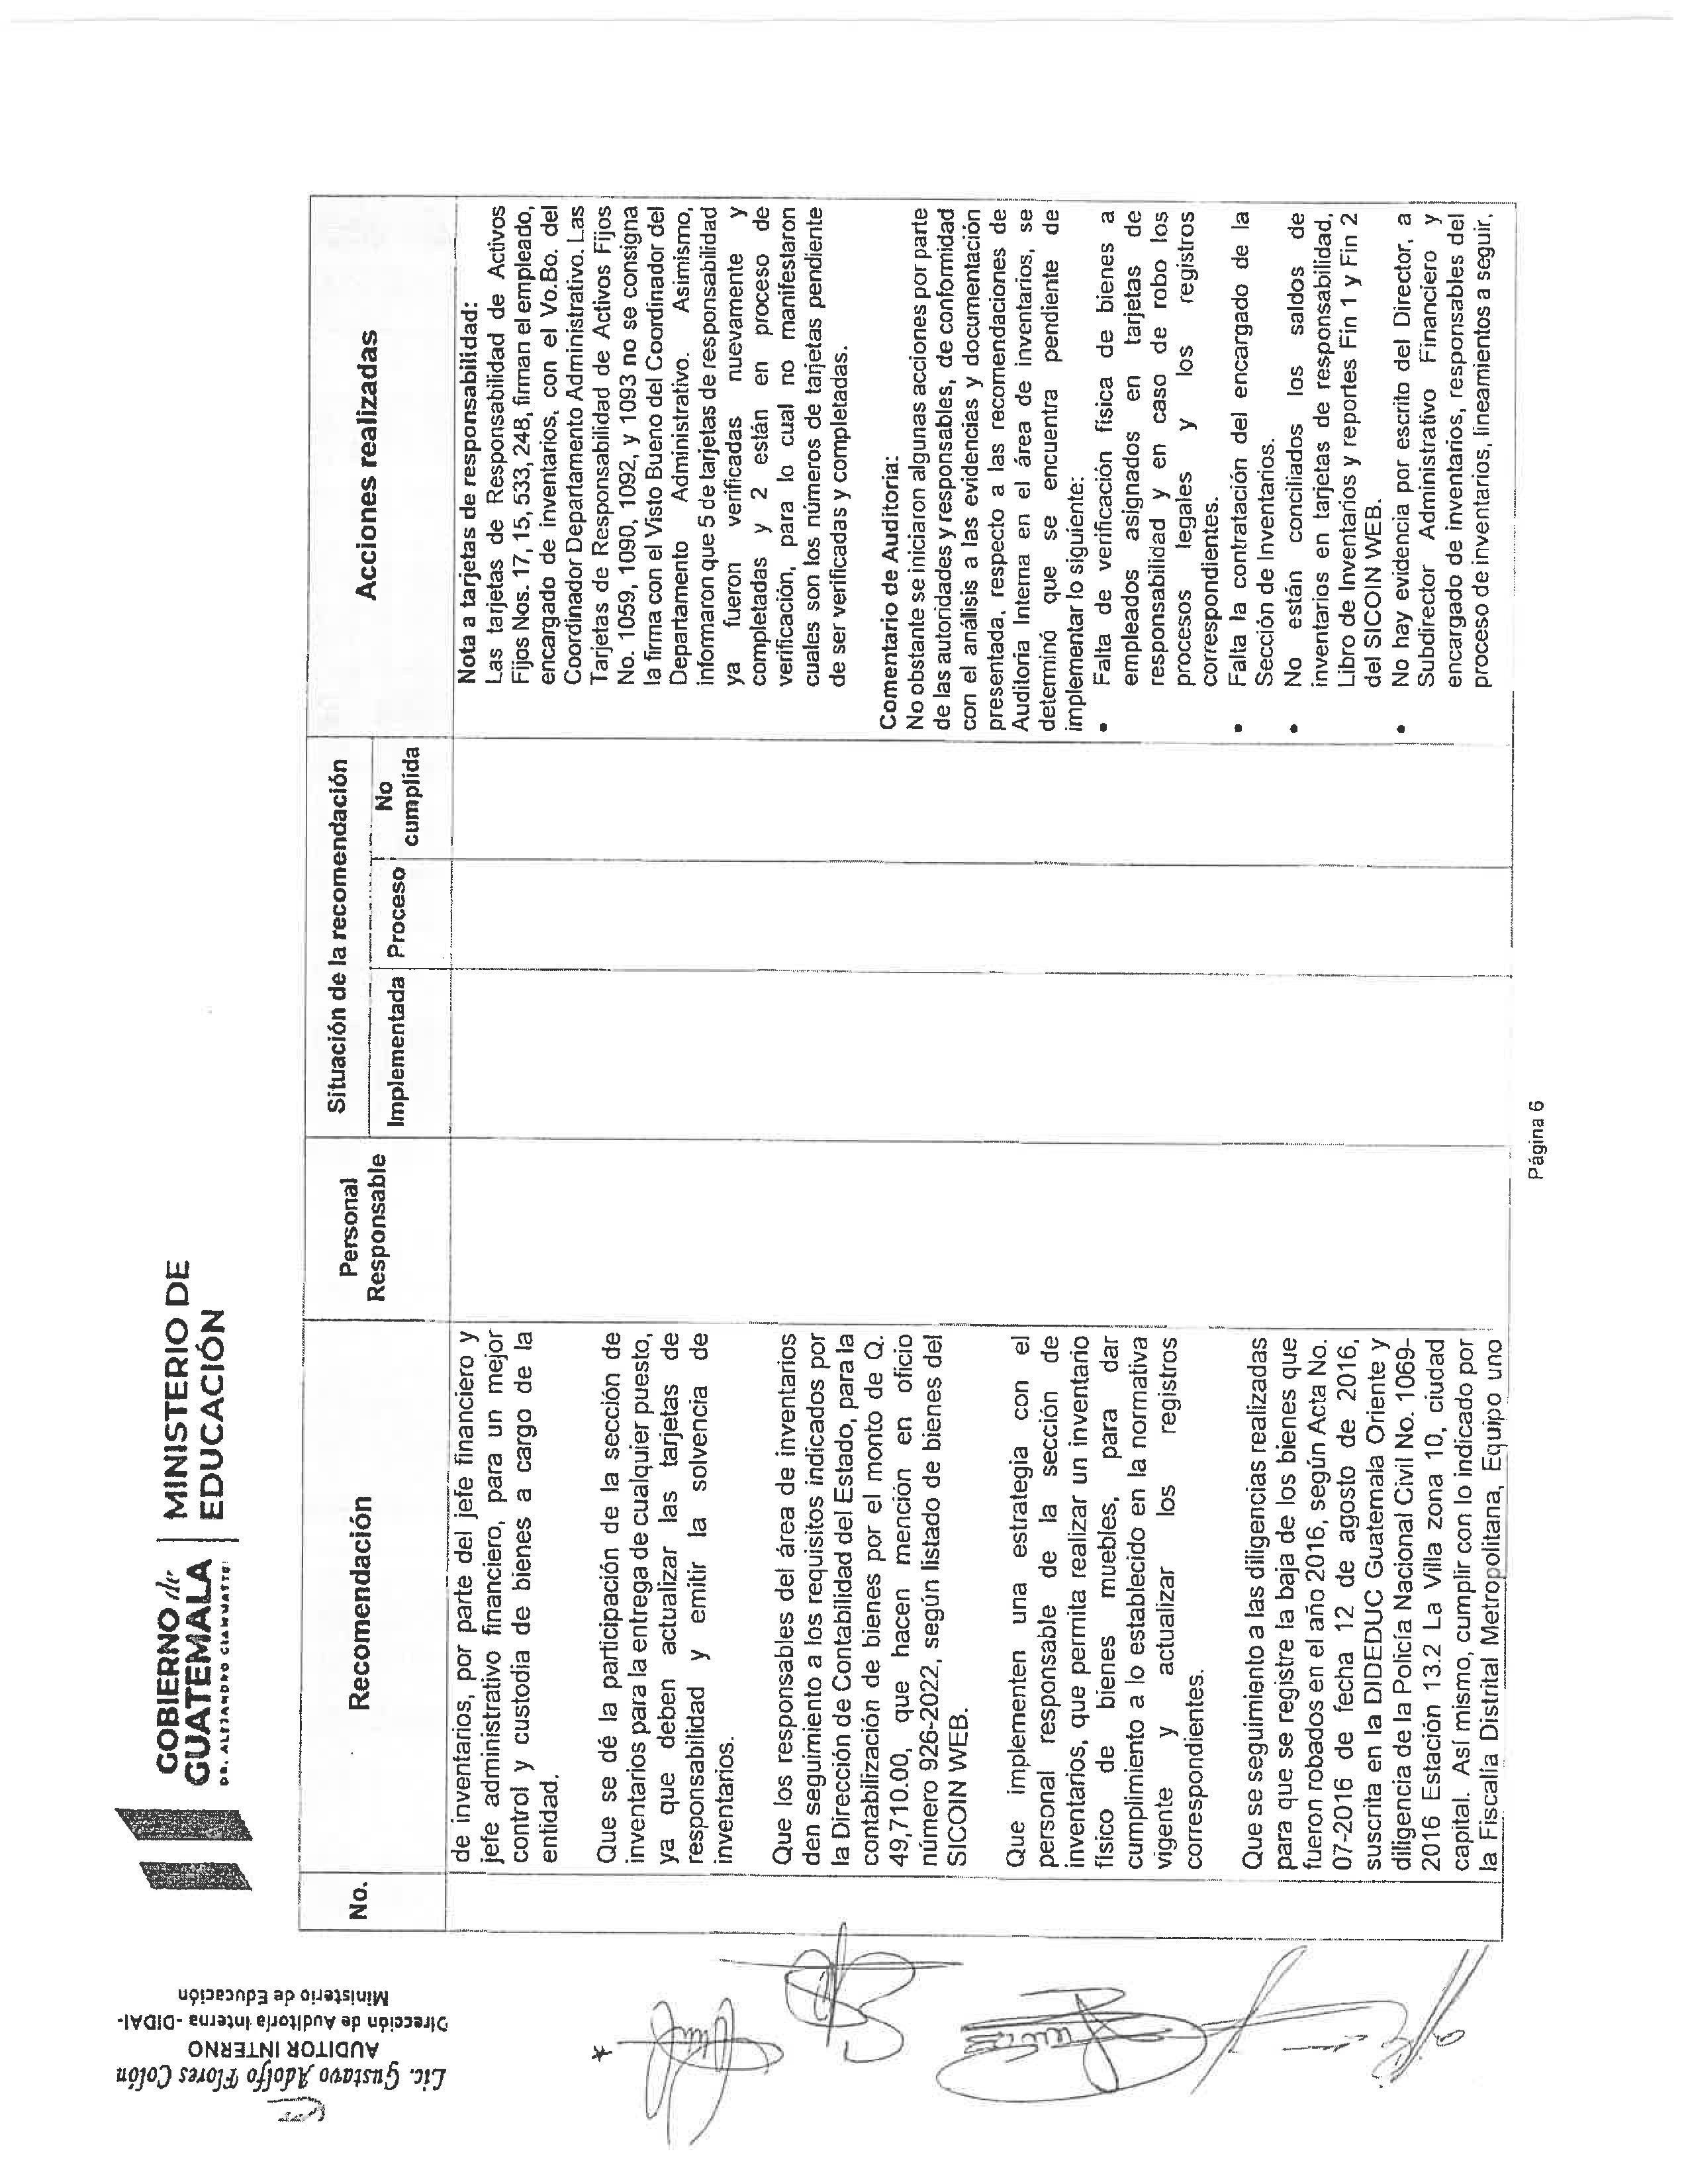 GOBIERNO de
GUATEMALA
DR. ALEJANDRO GIAMMATTEI
MINISTERIO DE
EDUCACIÓN
No.
Recomendación
Personal
Responsable
Situación de la recomendación
Implementada
Proceso
No
cumplida
Acciones realizadas
de inventarios, por parte del jefe financiero y
jefe administrativo financiero, para un mejor
control y custodia de bienes a cargo de la
entidad.
Que se dé la participación de la sección de
inventarios para la entrega de cualquier puesto,
ya que deben actualizar las tarjetas de
responsabilidad y emitir la solvencia de
inventarios.
Que los responsables del área de inventarios
den seguimiento a los requisitos indicados por
la Dirección de Contabilidad del Estado, para la
contabilización de bienes por el monto de Q.
49,710.00, que hacen mención en oficio
número 926-2022, según listado de bienes del
SICOIN WEB.
Que implementen una estrategia con el
personal responsable de la sección de
inventarios, que permita realizar un inventario
físico de bienes muebles, para dar
cumplimiento a lo establecido en la normativa
vigente y actualizar los registros
correspondientes.
Que se seguimiento a las diligencias realizadas
para que se registre la baja de los bienes que
fueron robados en el año 2016, según Acta No.
07-2016 de fecha 12 de agosto de 2016,
suscrita en la DIDEDUC Guatemala Oriente y
diligencia de la Policía Nacional Civil No. 1069-
2016 Estación 13.2 La Villa zona 10, ciudad
capital. Así mismo, cumplir con lo indicado por
la Fiscalía Distrital Metropolitana, Equipo uno
Nota a tarjetas de responsabilidad:
Las tarjetas de Responsabilidad de Activos
Fijos Nos. 17, 15, 533, 248, firman el empleado,
encargado de inventarios. con el Vo.Bo. del
Coordinador Departamento Administrativo. Las
Tarjetas de Responsabilidad de Activos Fijos
No. 1059, 1090, 1092, y 1093 no se consigna
la firma con el Visto Bueno del Coordinador del
Departamento Administrativo. Asimismo,
informaron que 5 de tarjetas de responsabilidad
ya fueron verificadas nuevamente y
completadas y 2 están en proceso de
verificación, para lo cual no manifestaron
cuales son los números de tarjetas pendiente
de ser verificadas y completadas.
Comentario de Auditoria:
No obstante se iniciaron algunas acciones por parte
de las autoridades y responsables, de conformidad
con el análisis a las evidencias y documentación
presentada, respecto a las recomendaciones de
Auditoría Interna en el área de inventarios, se
determinó que se encuentra pendiente de
implementar lo siguiente:
• Falta de verificación física de bienes a
empleados asignados en tarjetas de
responsabilidad y en caso de robo los
procesos legales y los registros
correspondientes.
• Falta la contratación del encargado de la
Sección de Inventarios.
• No están conciliados los saldos de
inventarios en tarjetas de responsabilidad,
Libro de Inventarios y reportes Fin 1 y Fin 2
del SICOIN WEB.
• No hay evidencia por escrito del Director, a
Subdirector Administrativo Financiero y
encargado de inventarios, responsables del
proceso de inventarios, lineamientos a seguir,
Página 6
Lic. Gustavo Adolfo Flores Colón
AUDITOR INTERNO
Dirección de Auditoría Interna -DIDAI-
Ministerio de Educación